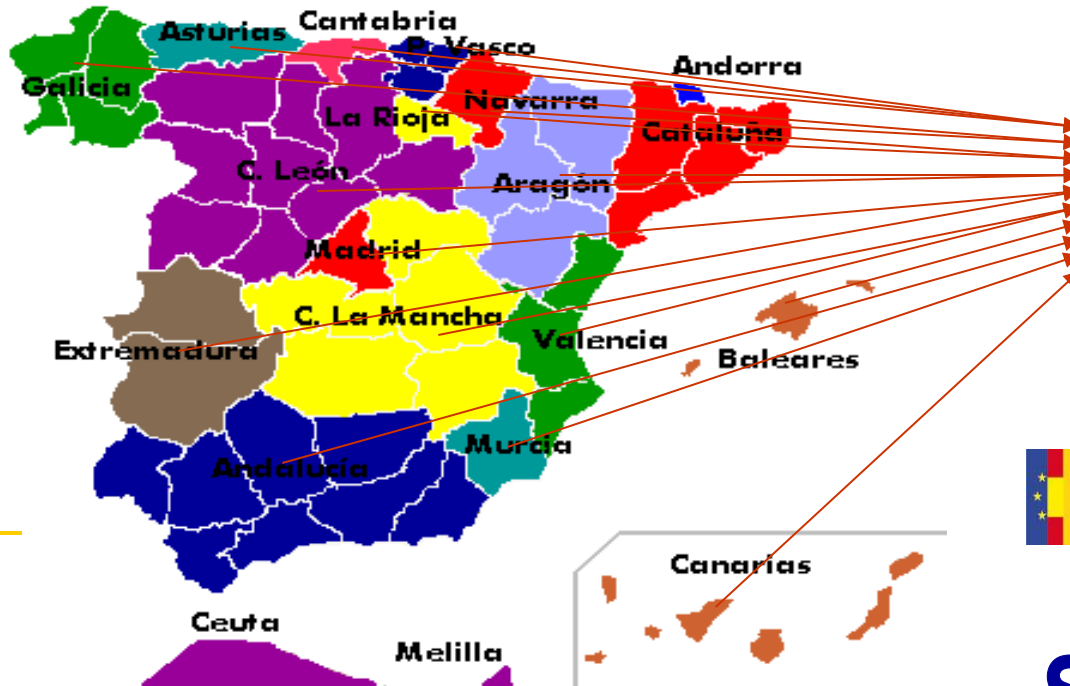 Cantabria
Asturias
P. Vasco
Andorra
Galicia
Navarra
La Rioja
Cataluña
C. León
Aragón
Madrid
C. La Mancha
Valencia
Extremadura
Baleares
Murcia
Andalucía
Canarias
Ceuta
Melilla